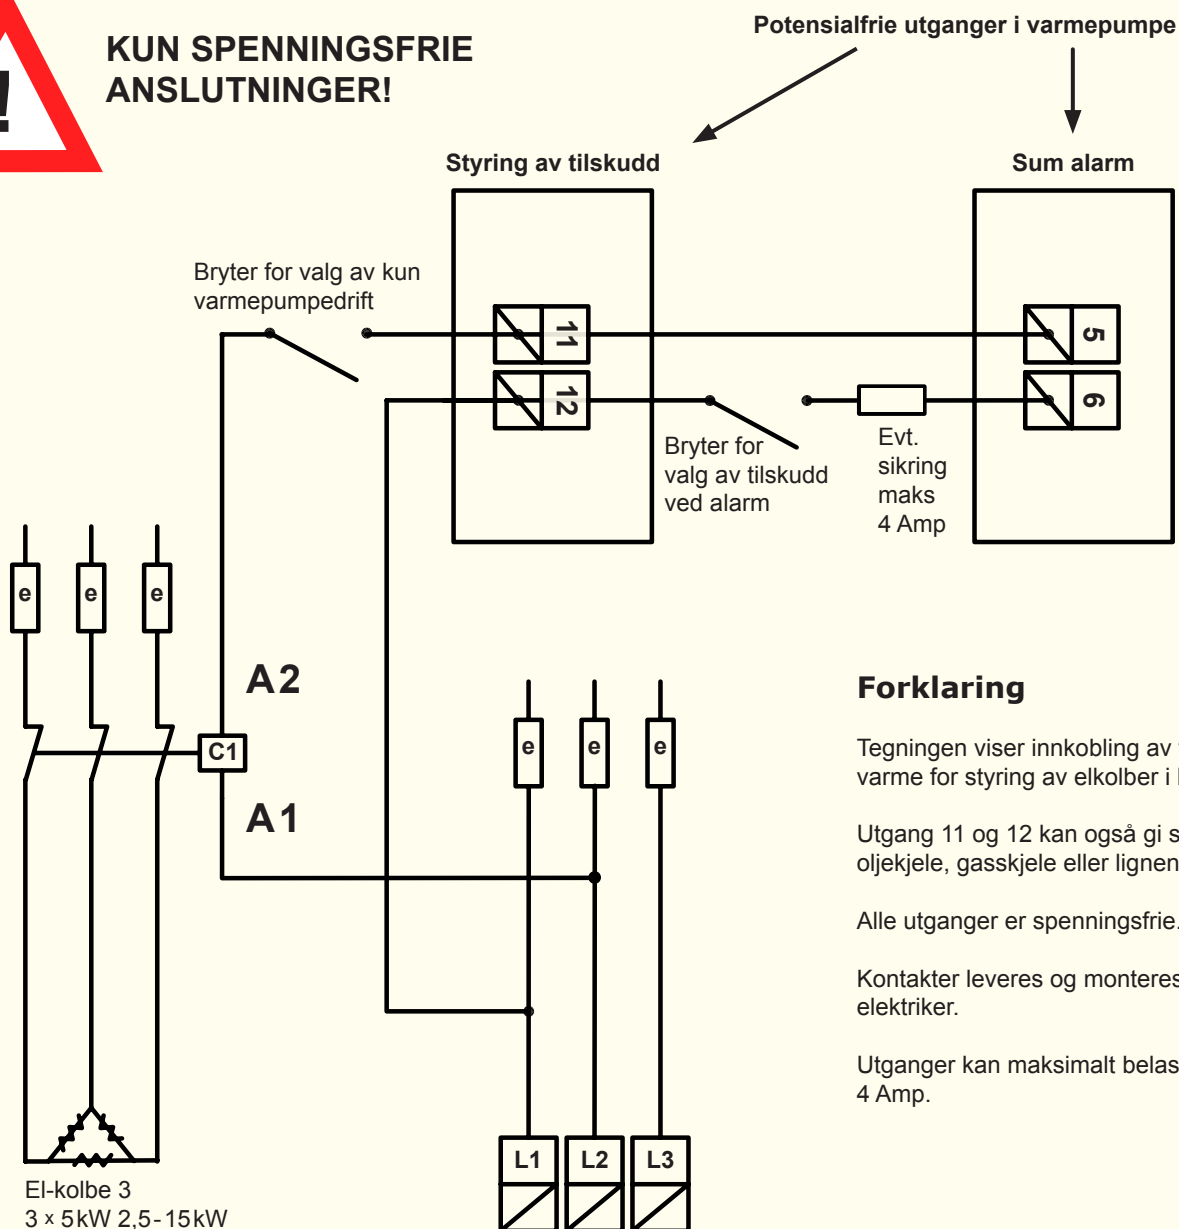 !
KUN SPENNINGSFRIE
ANSLUTNINGER!
Potensialfrie utganger i varmepumpe
Styring av tilskudd
Sum alarm
Bryter for valg av kun
varmepumpedrift
11
12
5
6
Bryter for
valg av tilskudd
ved alarm
Evt.
sikring
maks
4 Amp
e
e
e
A2
C1
A1
e
e
e
L1
L2
L3
El-kolbe 3
3 x 5kW 2,5-15kW
Forklaring
Tegningen viser innkobling av
varme for styring av elkolber i
Utgang 11 og 12 kan også gi
oljekjele, gasskjele eller
Alle utganger er spenningsfrie.
Kontakter leveres og monteres
elektriker.
Utganger kan maksimalt
4 Amp.